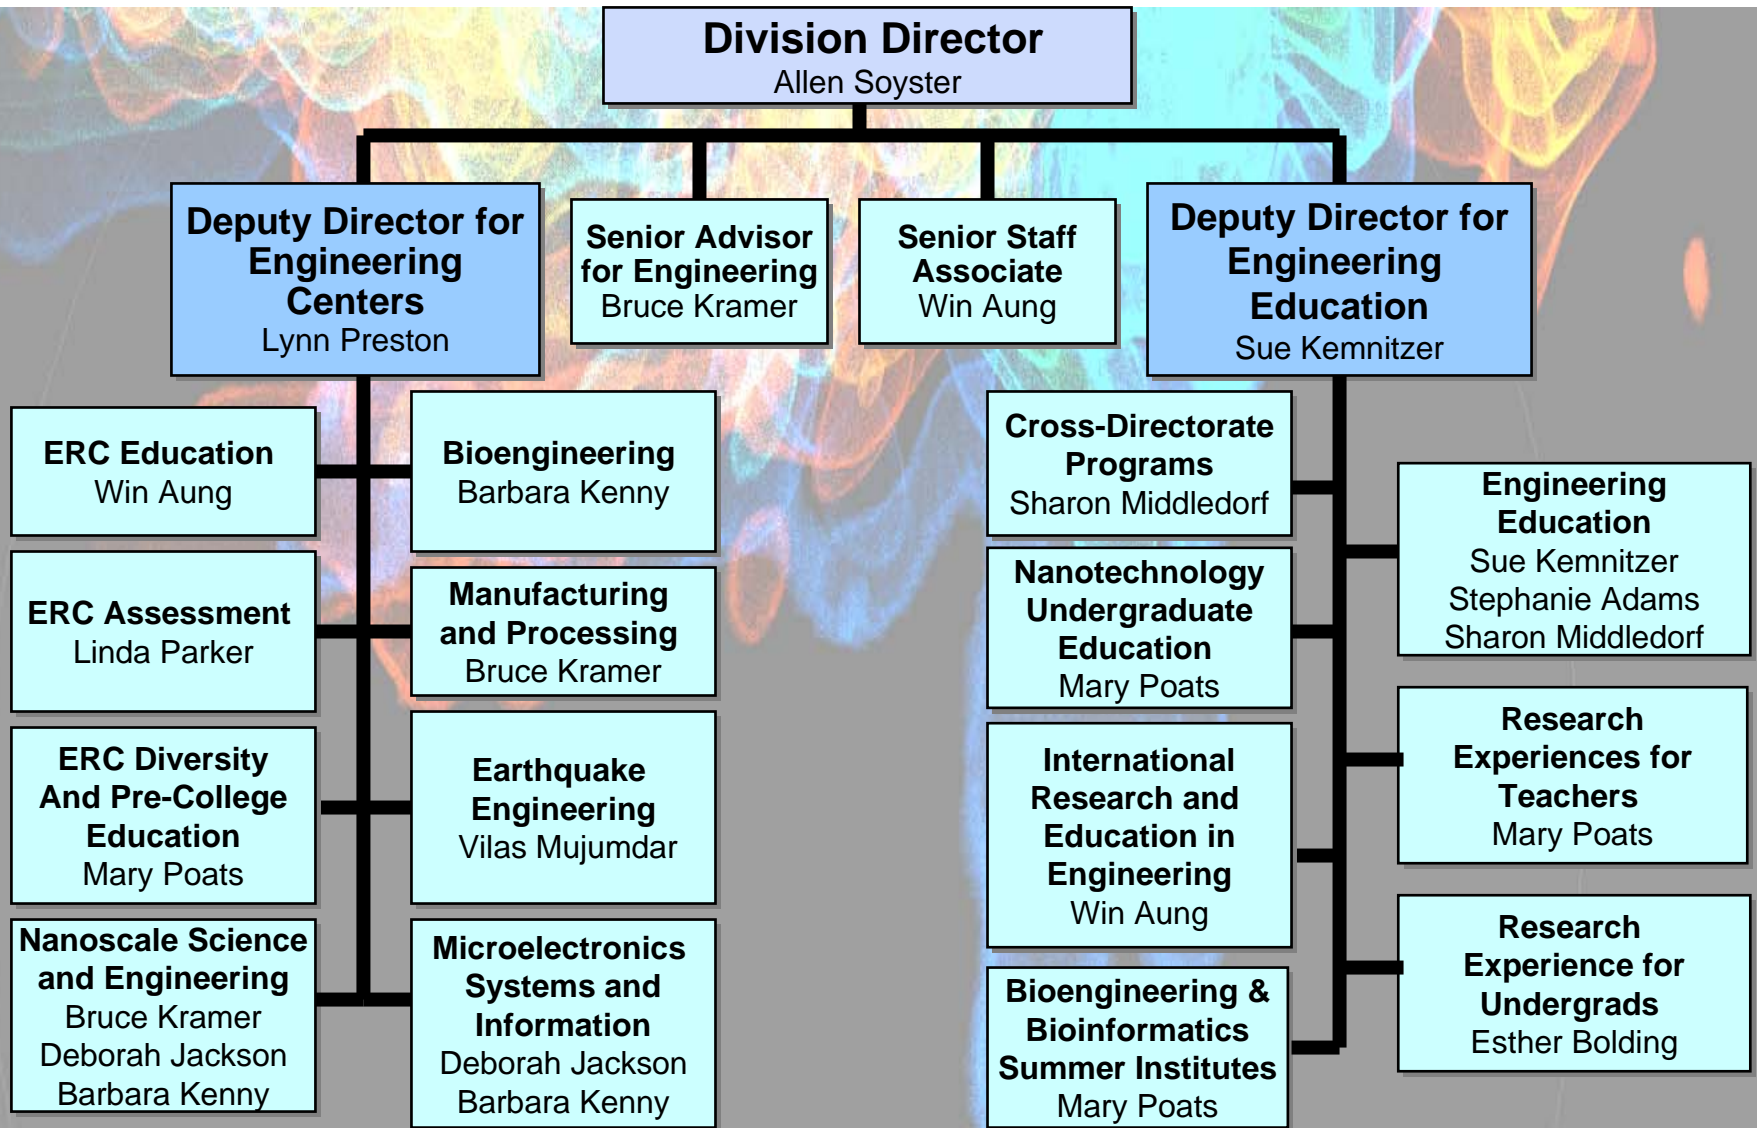 Division Director
Allen Soyster
Deputy Director for
Engineering
Centers
Lynn Preston
Senior Advisor
for Engineering
Bruce Kramer
Senior Staff
Associate
Win Aung
Deputy Director for
Engineering
Education
Sue Kemnitzer
ERC Education
Win Aung
Bioengineering
Barbara Kenny
ERC Assessment
Linda Parker
Manufacturing
and Processing
Bruce Kramer
ERC Diversity
And Pre-College
Education
Mary Poats
Earthquake
Engineering
Vilas Mujumdar
Nanoscale Science
and Engineering
Bruce Kramer
Deborah Jackson
Barbara Kenny
Microelectronics
Systems and
Information
Deborah Jackson
Barbara Kenny
Cross-Directorate
Programs
Sharon Middledorf
Nanotechnology
Undergraduate
Education
Mary Poats
International
Research and
Education in
Engineering
Win Aung
Bioengineering &
Bioinformatics
Summer Institutes
Mary Poats
Engineering
Education
Sue Kemnitzer
Stephanie Adams
Sharon Middledorf
Research
Experiences for
Teachers
Mary Poats
Research
Experience for
Undergrads
Esther Bolding